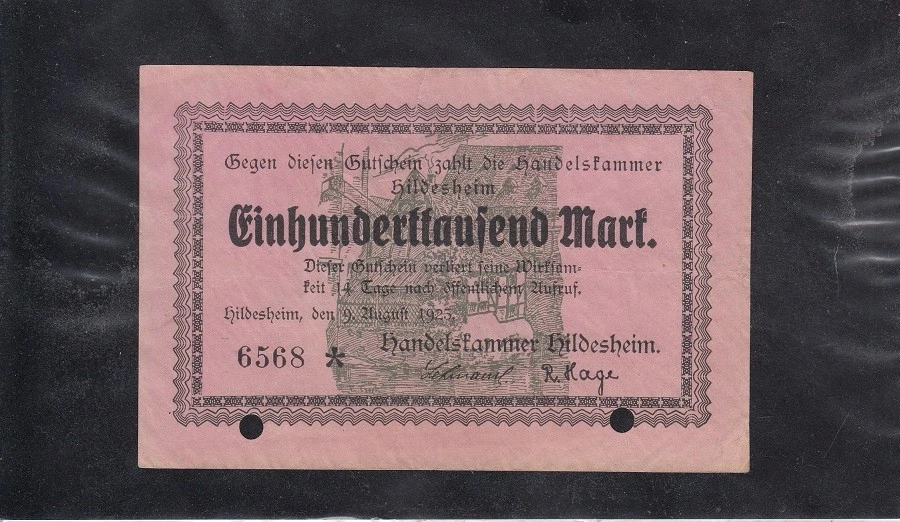 Gegen diesen Gutschein zahlt die Handelskammer
Hildesheim
Einhunderttausend Mark.
Dieser Gutschein verliert seine Wirksam-
keit 14 Tage nach öffentlichem Aufruf.
Hildesheim, den 9. August 1923.
Handelskammer Hildesheim.
6568 *
R. Hage